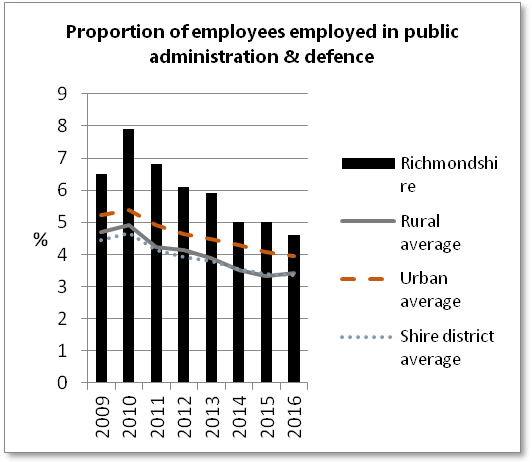 Proportion of employees employed in public
administration & defence
9
8
7
6
5
4
3
2
1
0
%
2009
2010
2011
2012
2013
2014
2015
2016
Richmondshi
re
Rural
average
Urban
average
Shire district
average